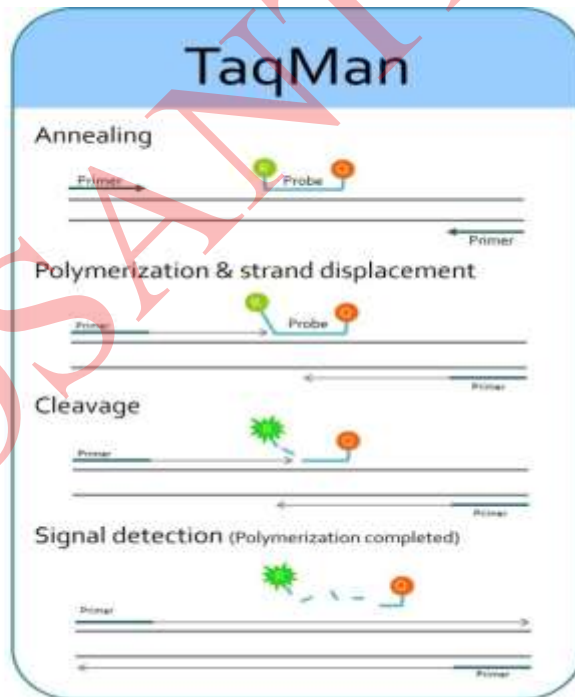 TaqMan
Annealing
Primer
Probe
Q
Primer
Polymerization & strand displacement
Primer
Probe
Q
Primer
Cleavage
Primer
Q
Primer
Signal detection (Polymerization completed)
Primer
Q
Primer